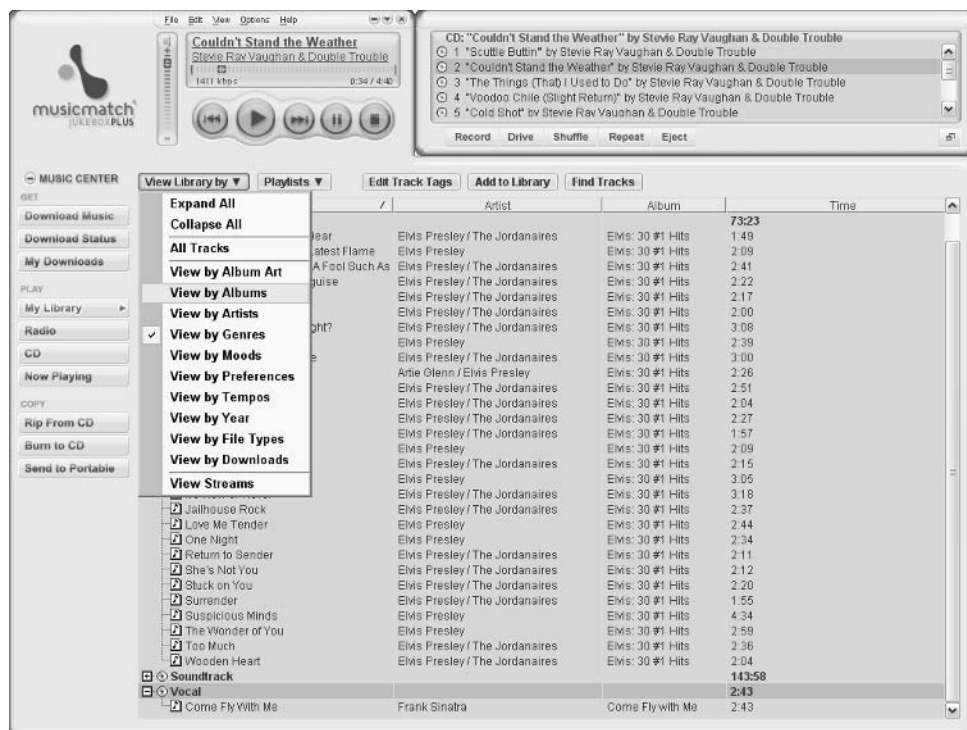 File Edit View Options Help
Couldn't Stand the Weather
Stevie Ray Vaughan & Double Trouble
1411 kbps 0:34 / 4:40
musicmatch
JUKEBOX PLUS
CD: "Couldn't Stand the Weather" by Stevie Ray Vaughan & Double Trouble
1 "Scuttle Buttin" by Stevie Ray Vaughan & Double Trouble
2 "Couldn't Stand the Weather" by Stevie Ray Vaughan & Double Trouble
3 "The Things (That) I Used to Do" by Stevie Ray Vaughan & Double Trouble
4 "Voodoo Chile (Slight Return)" by Stevie Ray Vaughan & Double Trouble
5 "Cold Shot" by Stevie Ray Vaughan & Double Trouble
Record Drive Shuffle Repeat Eject
MUSIC CENTER
GET
Download Music
Download Status
My Downloads
PLAY
My Library
Radio
CD
Now Playing
COPY
Rip From CD
Burn to CD
Send to Portable
View Library by Playlists Edit Track Tags Add to Library Find Tracks
Expand All
Collapse All
All Tracks
View by Album Art
View by Albums
View by Artists
View by Genres
View by Moods
View by Preferences
View by Tempos
View by Year
View by File Types
View by Downloads
View Streams
Artist Album Time
73:23
Elvis Presley / The Jordanaires Elvis: 30 #1 Hits 1:49
Latest Flame Elvis Presley Elvis: 30 #1 Hits 2:09
A Fool Such As Elvis Presley / The Jordanaires Elvis: 30 #1 Hits 2:41
guise Elvis Presley / The Jordanaires Elvis: 30 #1 Hits 2:22
Elvis Presley / The Jordanaires Elvis: 30 #1 Hits 2:17
Elvis Presley / The Jordanaires Elvis: 30 #1 Hits 2:00
ght? Elvis Presley / The Jordanaires Elvis: 30 #1 Hits 3:08
Elvis Presley Elvis: 30 #1 Hits 2:39
e Elvis Presley / The Jordanaires Elvis: 30 #1 Hits 3:00
Artie Glenn / Elvis Presley Elvis: 30 #1 Hits 2:26
Elvis Presley / The Jordanaires Elvis: 30 #1 Hits 2:51
Elvis Presley / The Jordanaires Elvis: 30 #1 Hits 2:04
Elvis Presley / The Jordanaires Elvis: 30 #1 Hits 2:27
Elvis Presley / The Jordanaires Elvis: 30 #1 Hits 1:57
Elvis Presley Elvis: 30 #1 Hits 2:09
Elvis Presley / The Jordanaires Elvis: 30 #1 Hits 2:15
Elvis Presley Elvis: 30 #1 Hits 3:05
Elvis Presley / The Jordanaires Elvis: 30 #1 Hits 3:18
Jailhouse Rock Elvis Presley / The Jordanaires Elvis: 30 #1 Hits 2:37
Love Me Tender Elvis Presley Elvis: 30 #1 Hits 2:44
One Night Elvis Presley Elvis: 30 #1 Hits 2:34
Return to Sender Elvis Presley / The Jordanaires Elvis: 30 #1 Hits 2:11
She's Not You Elvis Presley / The Jordanaires Elvis: 30 #1 Hits 2:12
Stuck on You Elvis Presley / The Jordanaires Elvis: 30 #1 Hits 2:20
Surrender Elvis Presley / The Jordanaires Elvis: 30 #1 Hits 1:55
Suspicious Minds Elvis Presley Elvis: 30 #1 Hits 4:34
The Wonder of You Elvis Presley Elvis: 30 #1 Hits 2:59
Too Much Elvis Presley / The Jordanaires Elvis: 30 #1 Hits 2:36
Wooden Heart Elvis Presley / The Jordanaires Elvis: 30 #1 Hits 2:04
Soundtrack 143:58
Vocal 2:43
Come Fly With Me Frank Sinatra Come Fly with Me 2:43